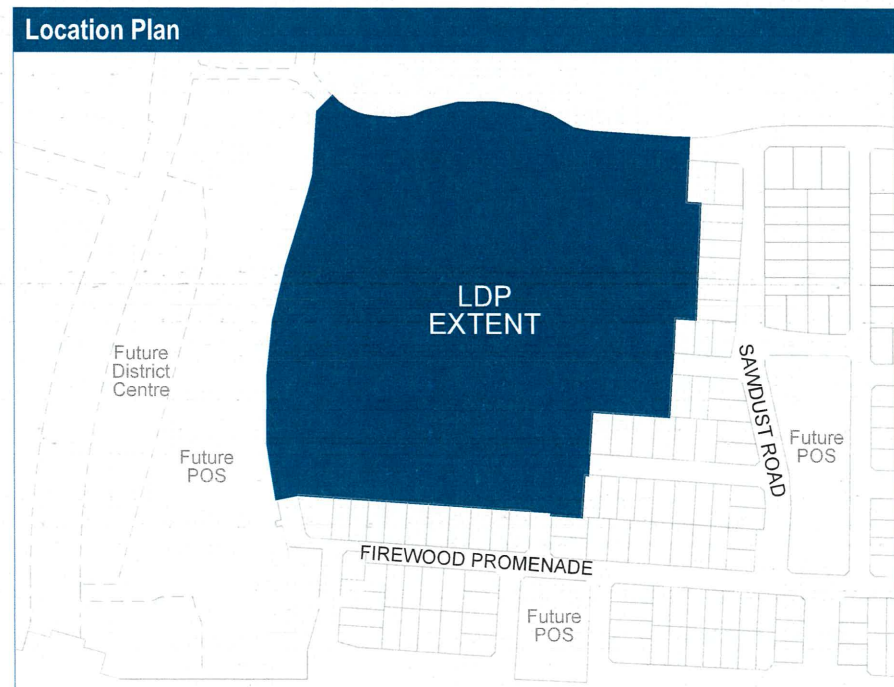 Location Plan
LDP
EXTENT
Future
District
Centre
SAWDUST ROAD
Future
POS
Future
POS
FIREWOOD PROMENADE
Future
POS